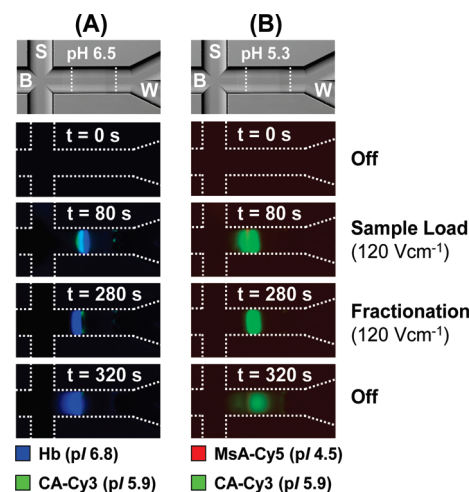 (A)
(B)
S
B
pH 6.5
W
S
B
pH 5.3
W
t = 0 s
t = 0 s
Off
t = 80 s
t = 80 s
Sample Load
(120 Vcm⁻¹)
t = 280 s
t = 280 s
Fractionation
(120 Vcm⁻¹)
t = 320 s
t = 320 s
Off
Hb (pI 6.8)
MsA-Cy5 (pI 4.5)
CA-Cy3 (pI 5.9)
CA-Cy3 (pI 5.9)